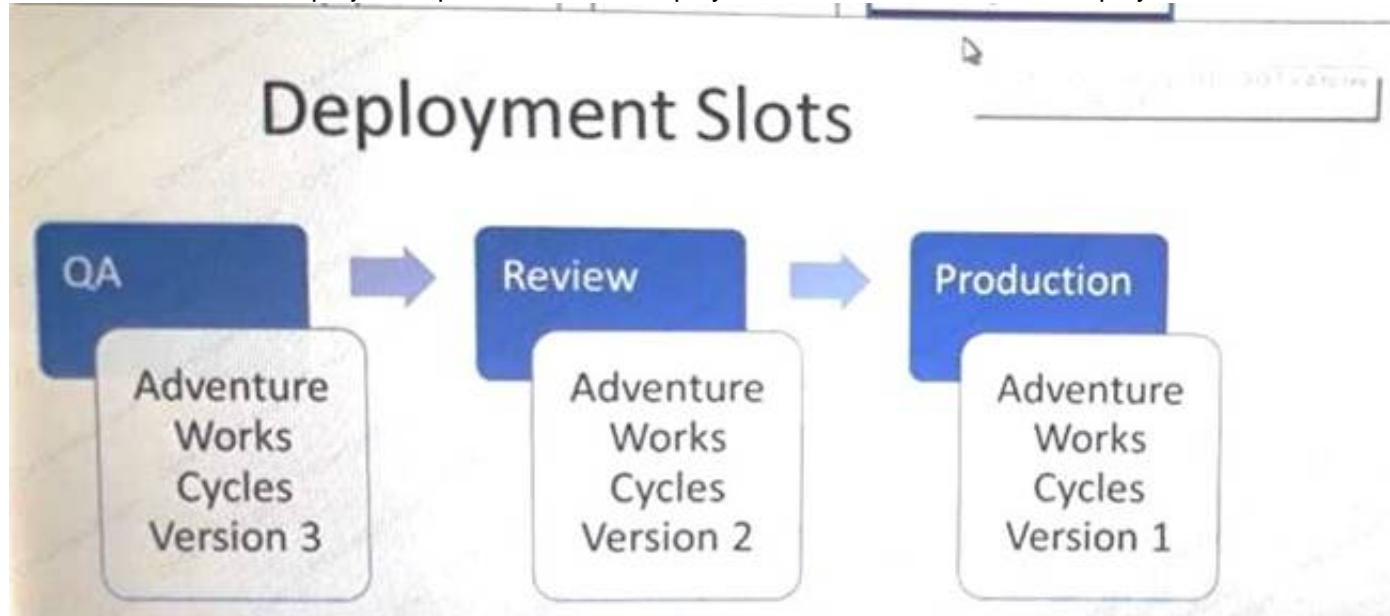 Deployment Slots
QA
Review
Production
Adventure
Works
Cycles
Version 3
Adventure
Works
Cycles
Version 2
Adventure
Works
Cycles
Version 1